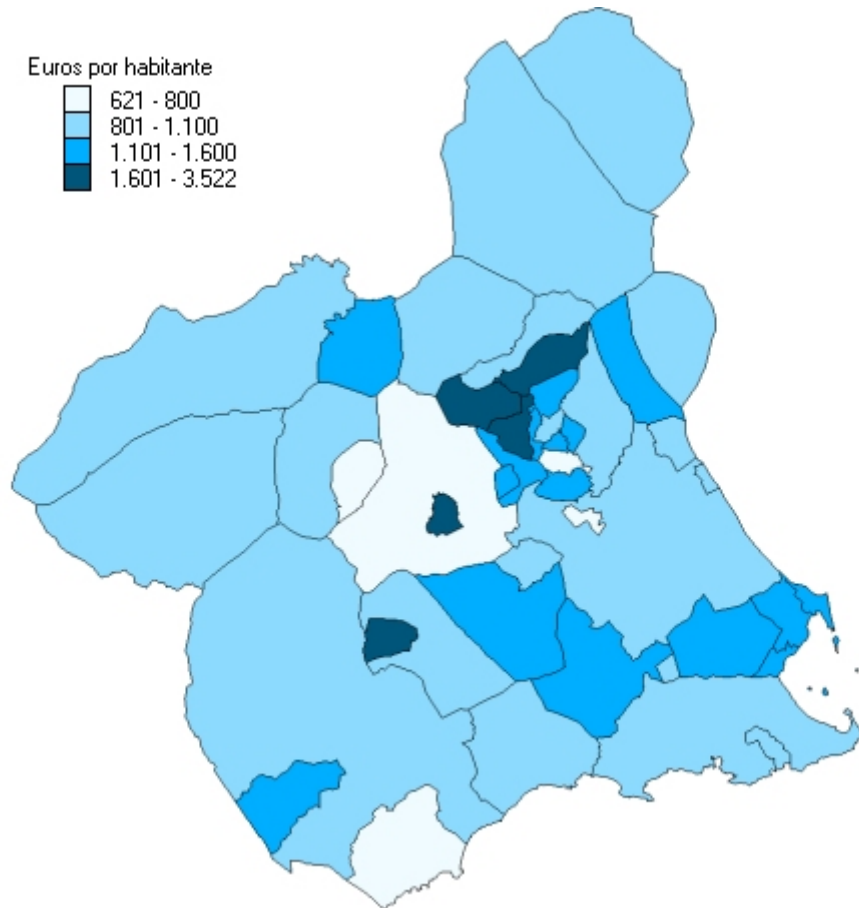 Euros por habitante
621 - 800
801 - 1.100
1.101 - 1.600
1.601 - 3.522